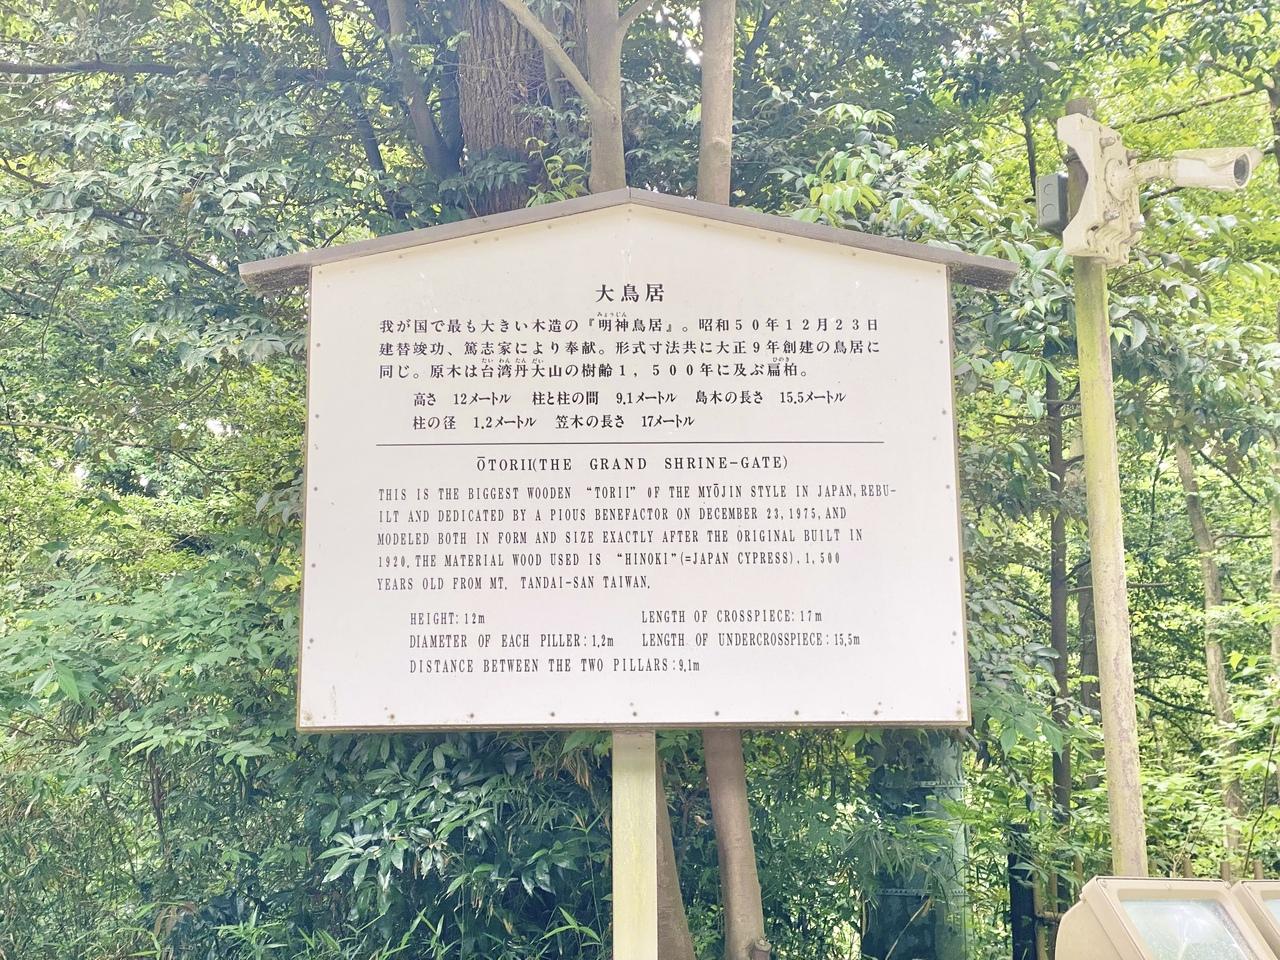 大鳥居
我が国で最も大きい木造の『明神鳥居』。昭和50年12月23日
建替竣功、篤志家により奉献。形式寸法共に大正9年創建の鳥居に
同じ。原木は台湾丹大山の樹齢1,500年に及ぶ扁柏。
高さ 12メートル 柱と柱の間 9.1メートル 島木の長さ 15.5メートル
柱の径 1.2メートル 笠木の長さ 17メートル
ŌTORII(THE GRAND SHRINE-GATE)
THIS IS THE BIGGEST WOODEN “TORII” OF THE MYŌJIN STYLE IN JAPAN, REBU-
ILT AND DEDICATED BY A PIOUS BENEFACTOR ON DECEMBER 23, 1975, AND
MODELED BOTH IN FORM AND SIZE EXACTLY AFTER THE ORIGINAL BUILT IN
1920. THE MATERIAL WOOD USED IS “HINOKI”(=JAPAN CYPRESS), 1,500
YEARS OLD FROM MT. TANDAI-SAN TAIWAN.
HEIGHT: 12m LENGTH OF CROSSPIECE: 17m
DIAMETER OF EACH PILLER: 1.2m LENGTH OF UNDERCROSSPIECE: 15.5m
DISTANCE BETWEEN THE TWO PILLARS: 9.1m